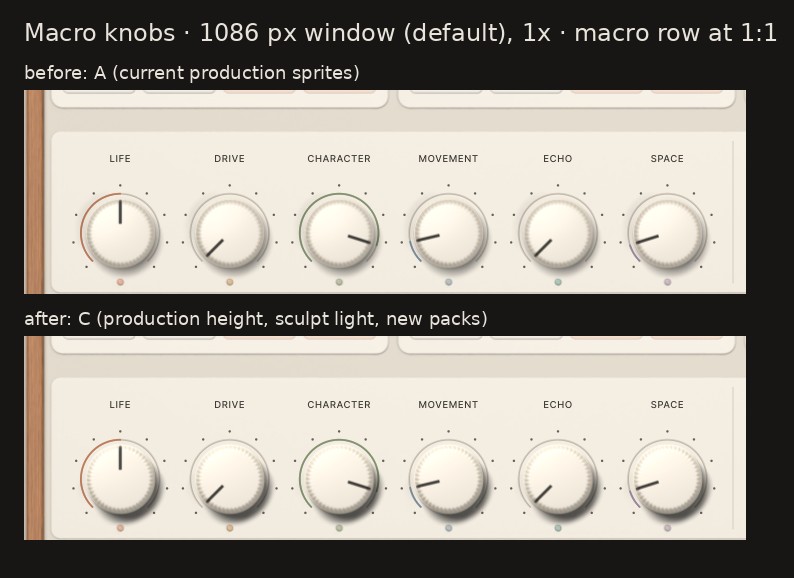 Macro knobs · 1086 px window (default), 1x · macro row at 1:1
before: A (current production sprites)
LIFE DRIVE CHARACTER MOVEMENT ECHO SPACE
after: C (production height, sculpt light, new packs)
LIFE DRIVE CHARACTER MOVEMENT ECHO SPACE